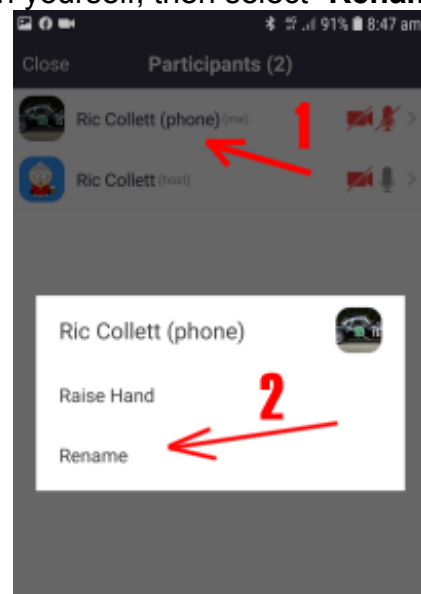 yourself, then select
8:47 am
91%
Close Participants (2)
Ric Collett (phone) (me)
1
Ric Collett (host)
Ric Collett (phone)
Raise Hand
2
Rename